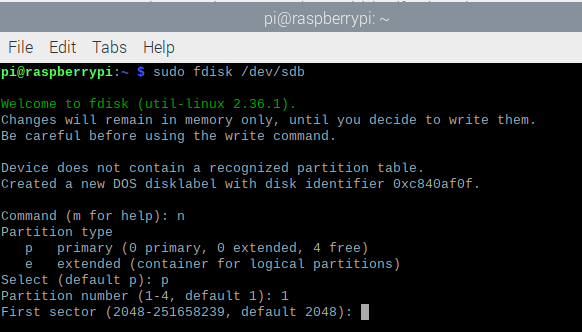 pi@raspberrypi: ~
File Edit Tabs Help
pi@raspberrypi:~ $ sudo fdisk /dev/sdb
Welcome to fdisk (util-linux 2.36.1).
Changes will remain in memory only, until you decide to write them.
Be careful before using the write command.
Device does not contain a recognized partition table.
Created a new DOS disklabel with disk identifier 0xc840af0f.
Command (m for help): n
Partition type
p primary (0 primary, 0 extended, 4 free)
e extended (container for logical partitions)
Select (default p): p
Partition number (1-4, default 1): 1
First sector (2048-251658239, default 2048):